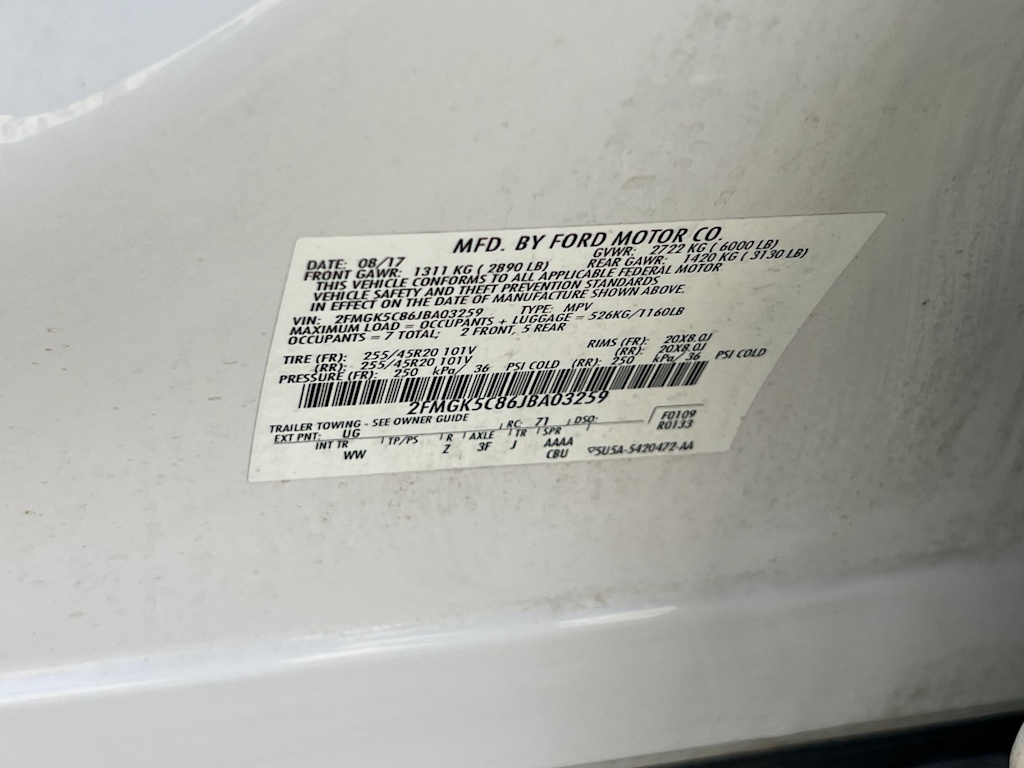 MFD. BY FORD MOTOR CO.
DATE: 08/17 GVWR: 2722 KG ( 6000 LB)
FRONT GAWR: 1311 KG ( 2890 LB) REAR GAWR: 1420 KG ( 3130 LB)
THIS VEHICLE CONFORMS TO ALL APPLICABLE FEDERAL MOTOR
VEHICLE SAFETY AND THEFT PREVENTION STANDARDS
IN EFFECT ON THE DATE OF MANUFACTURE SHOWN ABOVE.
VIN: 2FMGK5C86JBA03259 TYPE: MPV
MAXIMUM LOAD = OCCUPANTS + LUGGAGE = 526KG/1160LB
OCCUPANTS = 7 TOTAL; 2 FRONT, 5 REAR
TIRE (FR): 255/45R20 101V RIMS (FR): 20X8.0J
(RR): 255/45R20 101V (RR): 20X8.0J
PRESSURE (FR): 250 kPa/ 36 PSI COLD (RR): 250 kPa/ 36 PSI COLD
2FMGK5C86JBA03259
TRAILER TOWING - SEE OWNER GUIDE
EXT PNT: UG RC: 71 DSO: F0109
R0133
INT TR TP/PS R AXLE TR SPR
WW Z 3F J AAAA
CBU
5U5A-5420472-AA